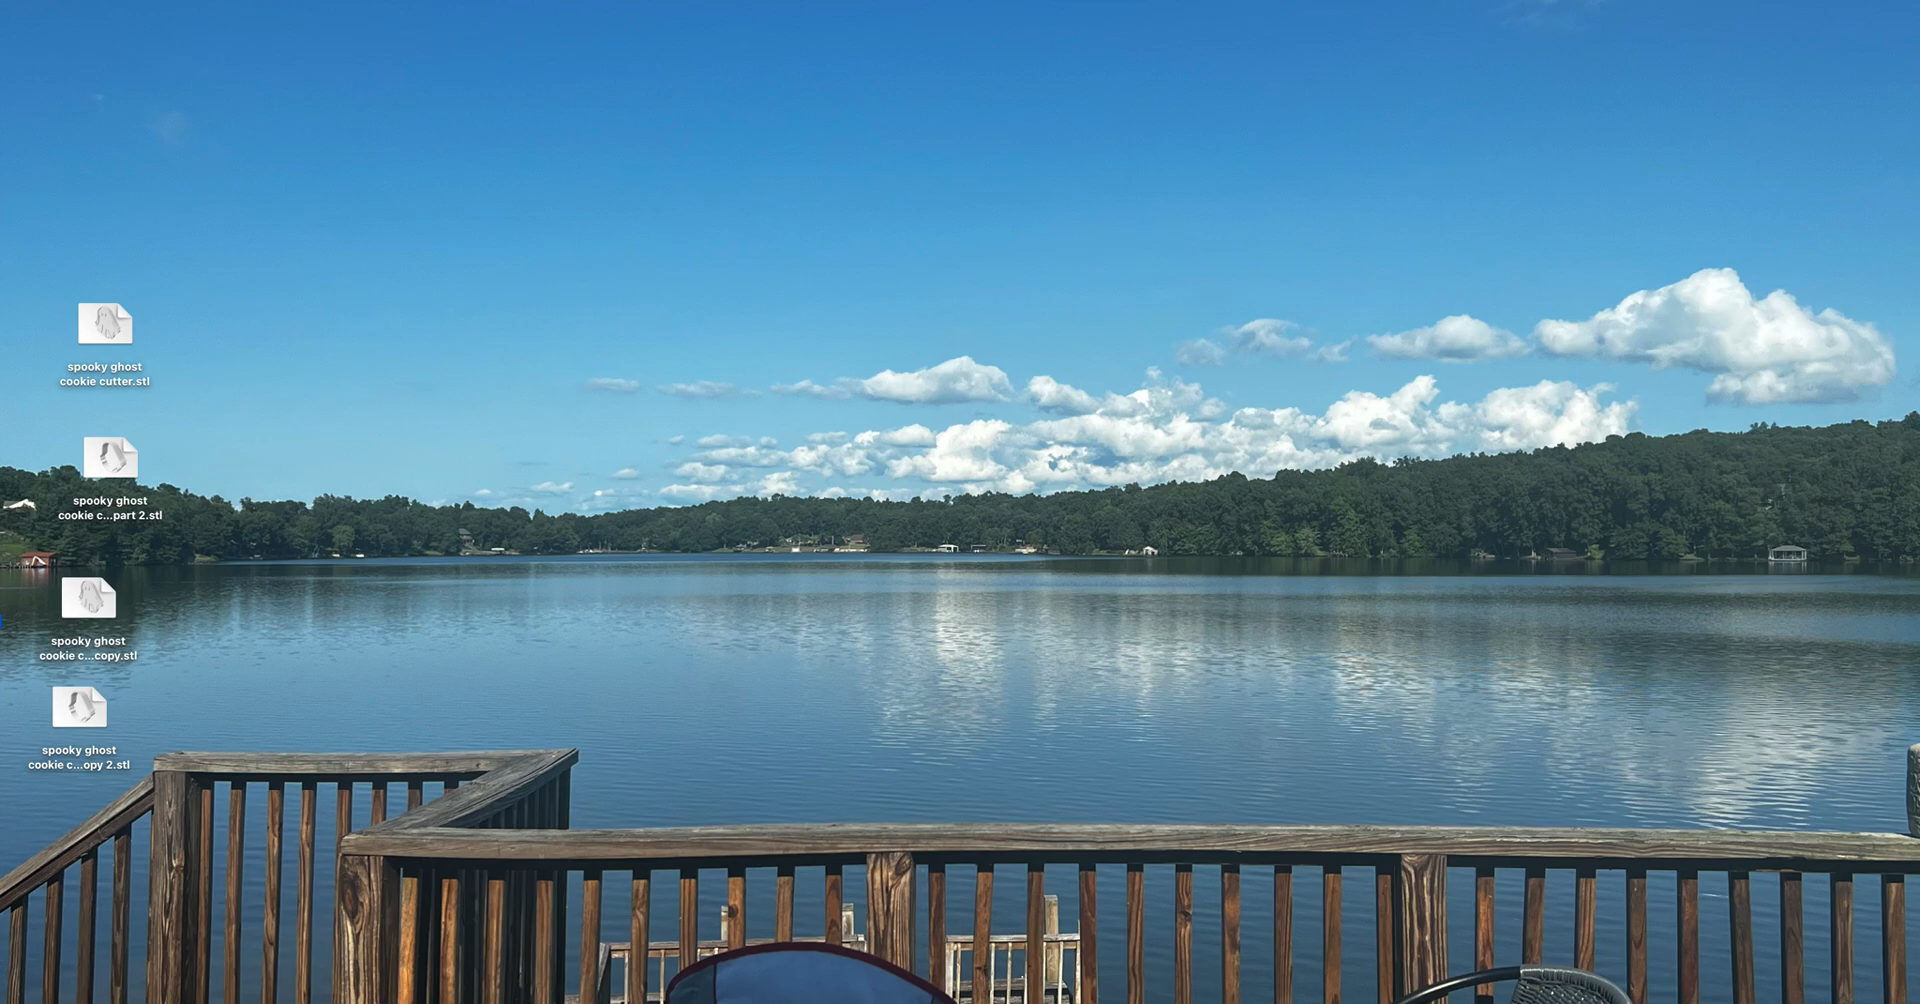 spooky ghost
cookie cutter.stl
spooky ghost
cookie c...part 2.stl
spooky ghost
cookie c...copy.stl
spooky ghost
cookie c...opy 2.stl